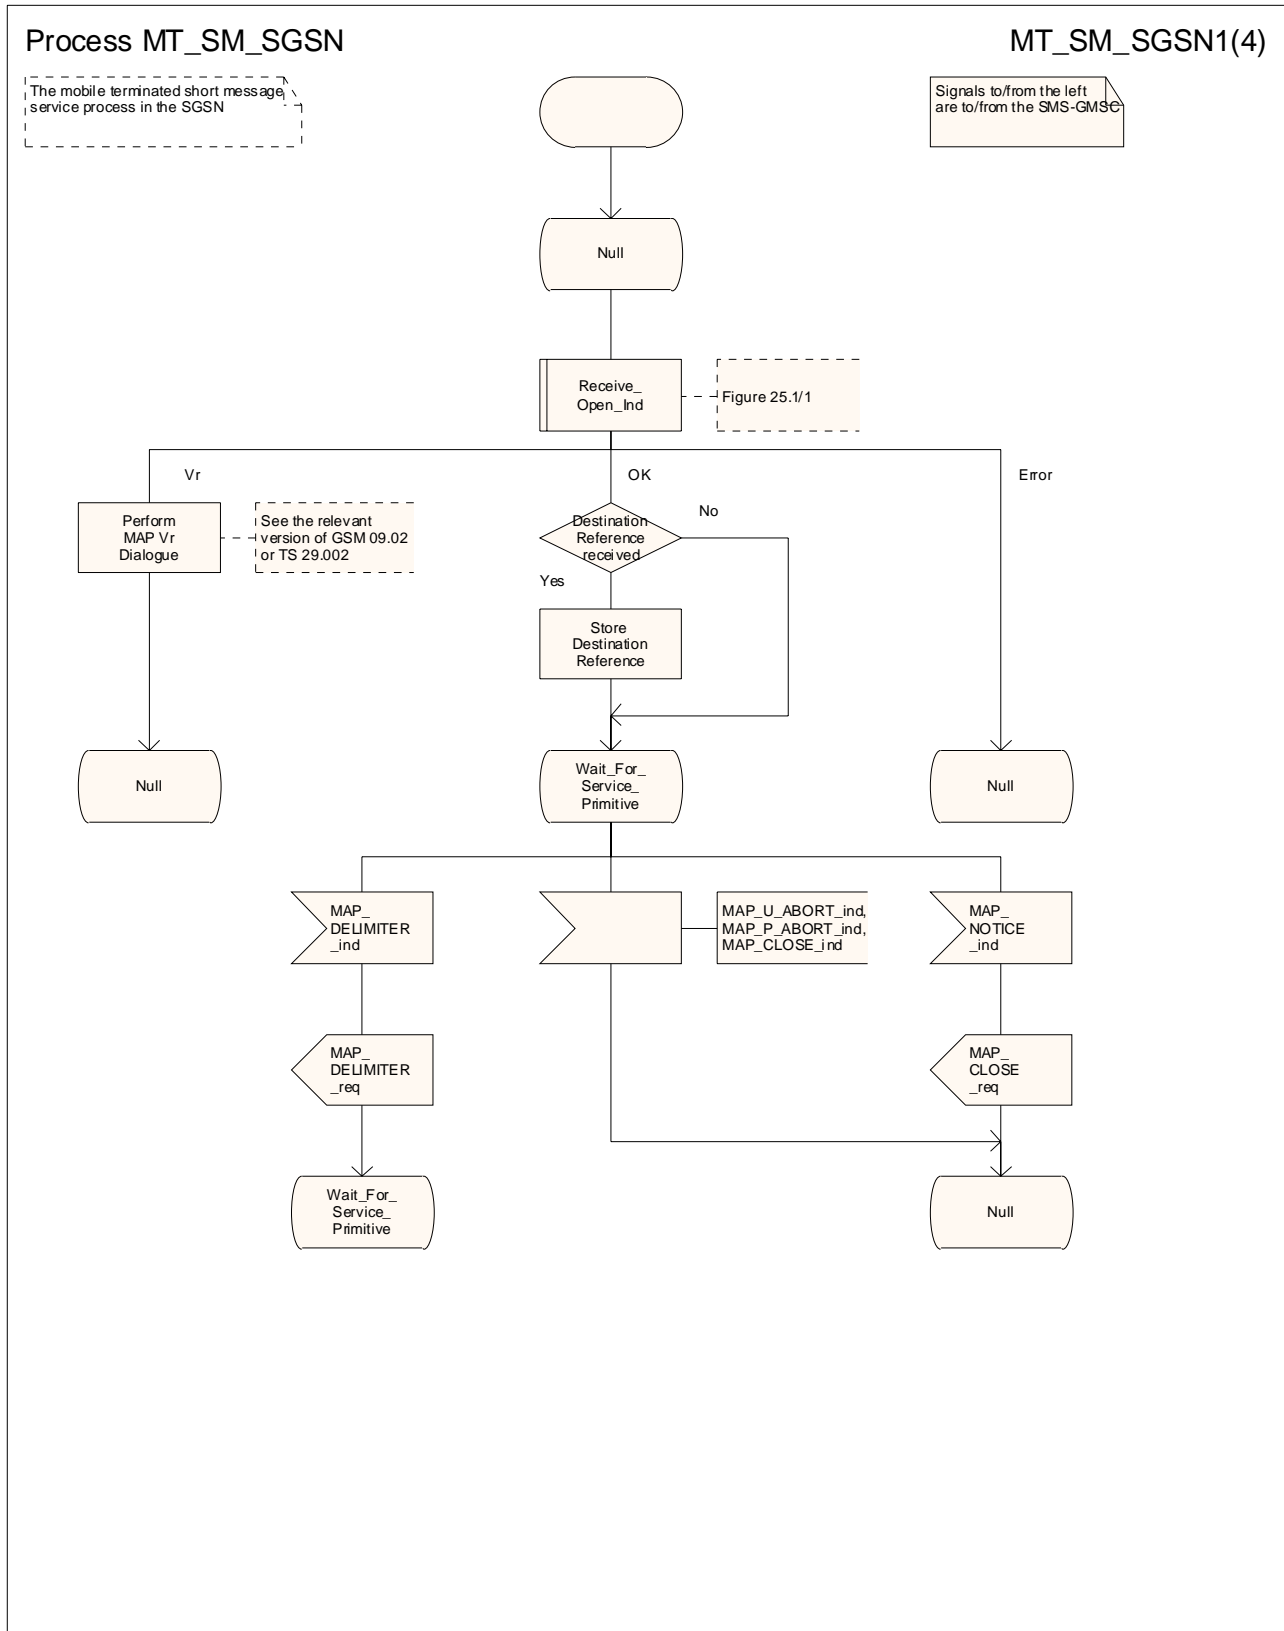 Process MT_SM_SGSN
MT_SM_SGSN1(4)
The mobile terminated short message
service process in the SGSN
Signals to/from the left
are to/from the SMS-GMSC
Null
Receive_
Open_Ind
Figure 25.1/1
Vr
OK
Error
Perform
MAP Vr
Dialogue
See the relevant
version of GSM 09.02
or TS 29.002
Destination
Reference
received
No
Yes
Store
Destination
Reference
Null
Wait_For_
Service_
Primitive
Null
MAP_
DELIMITER
_ind
MAP_U_ABORT_ind,
MAP_P_ABORT_ind,
MAP_CLOSE_ind
MAP_
NOTICE
_ind
MAP_
DELIMITER
_req
MAP_
CLOSE
_req
Wait_For_
Service_
Primitive
Null